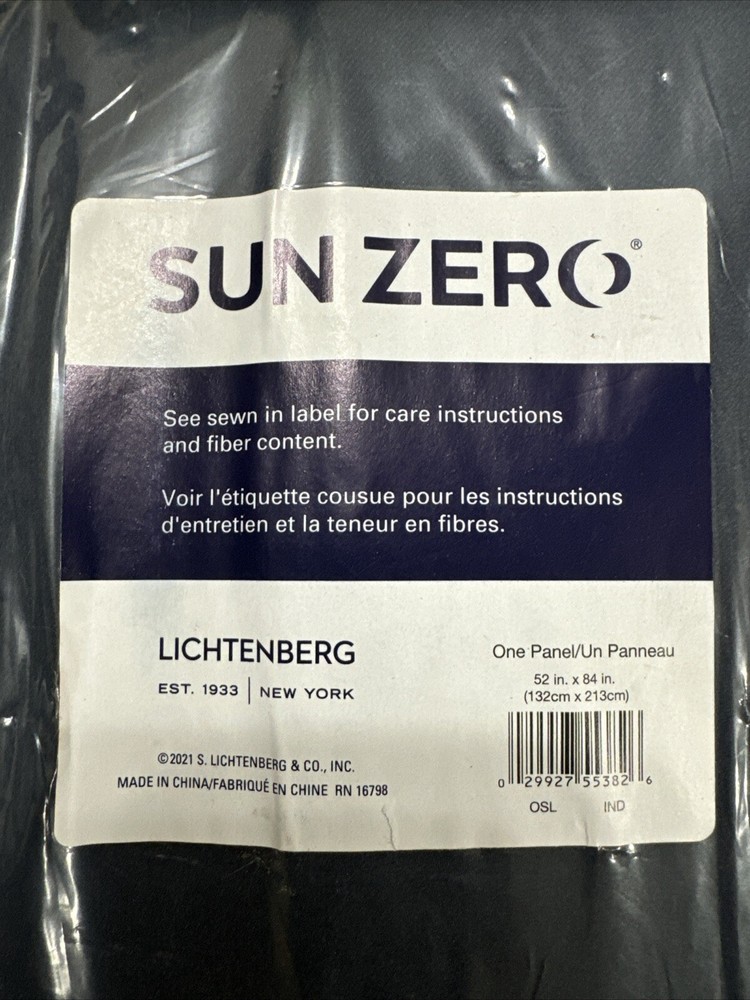 SUN ZERO®
See sewn in label for care instructions
and fiber content.
Voir l'étiquette cousue pour les instructions
d'entretien et la teneur en fibres.
LICHTENBERG
EST. 1933 | NEW YORK
©2021 S. LICHTENBERG & CO., INC.
MADE IN CHINA/FABRIQUÉ EN CHINE RN 16798
One Panel/Un Panneau
52 in. x 84 in.
(132cm x 213cm)
0 29927 55382 6
OSL IND